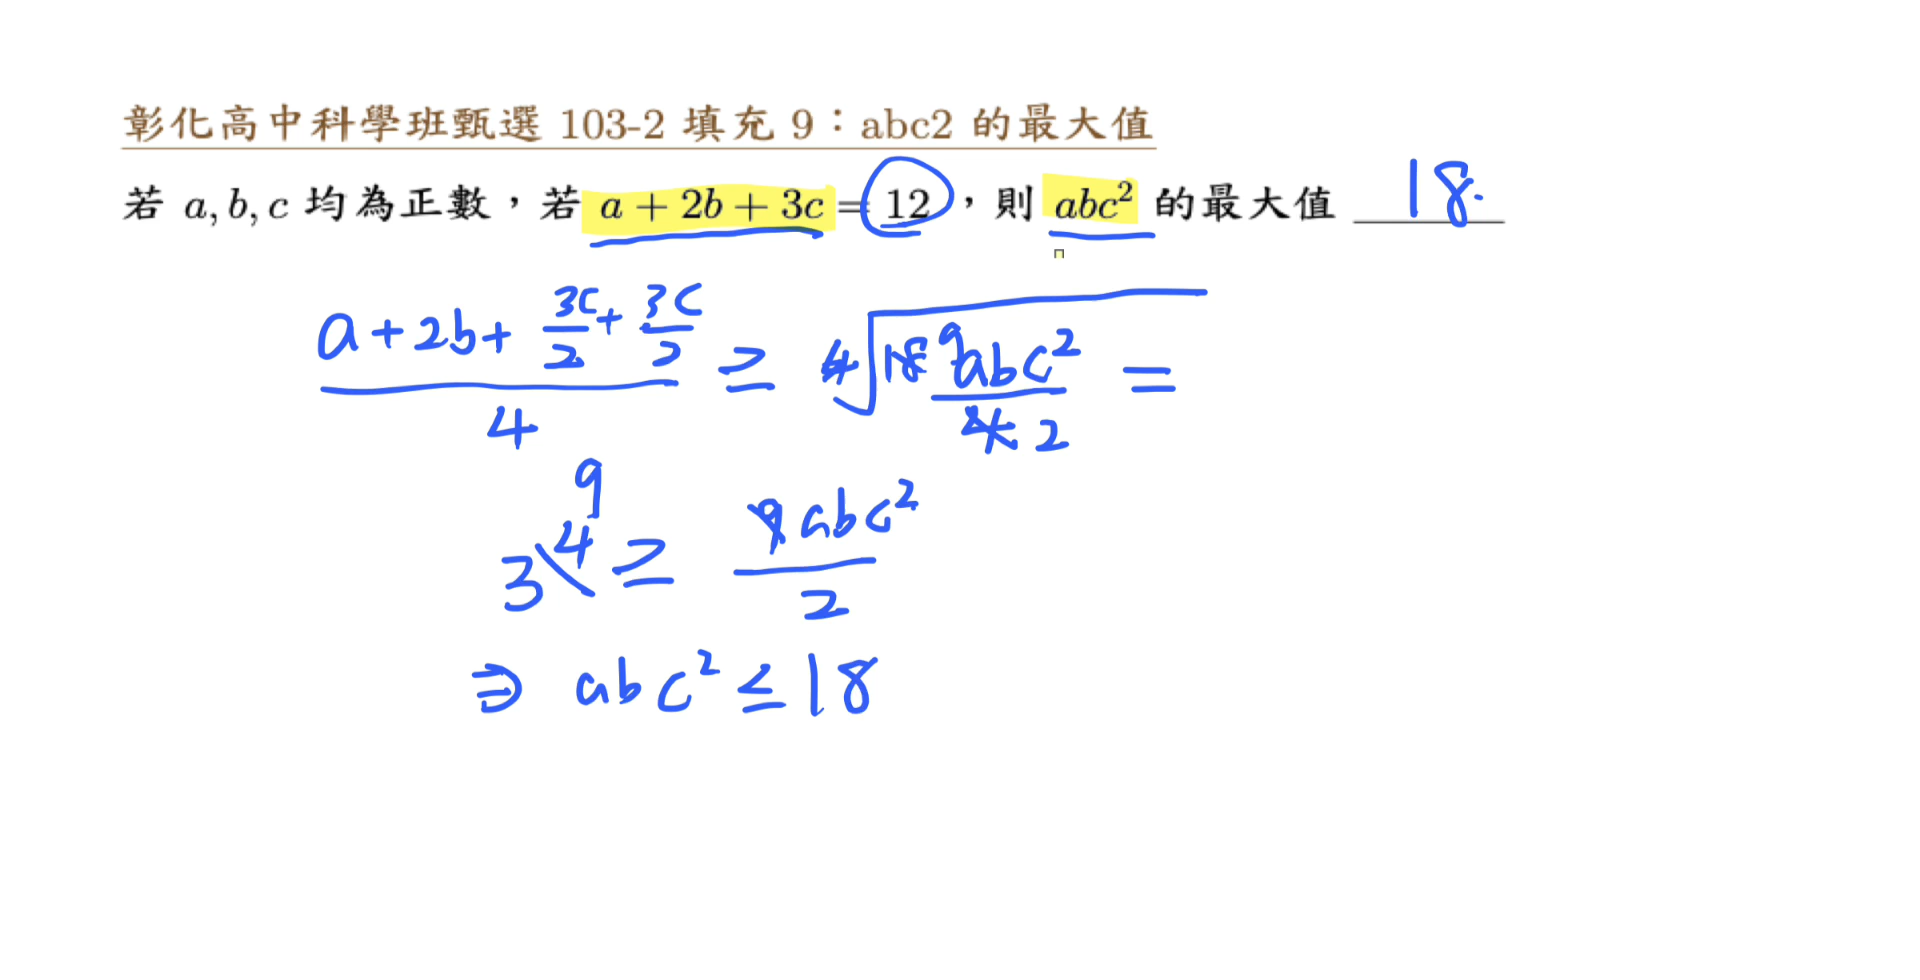 彰化高中科學班甄選 103-2 填充 9：abc2 的最大值
若 a, b, c 均為正數，若 a + 2b + 3c = 12，則 abc² 的最大值 18.
(a+2b+3c/2+3c/2)/4 ≥ ⁴√(18 9abc²/4 2) =
3⁴ 9 ≥ 9abc²/2
⇒ abc² ≤ 18